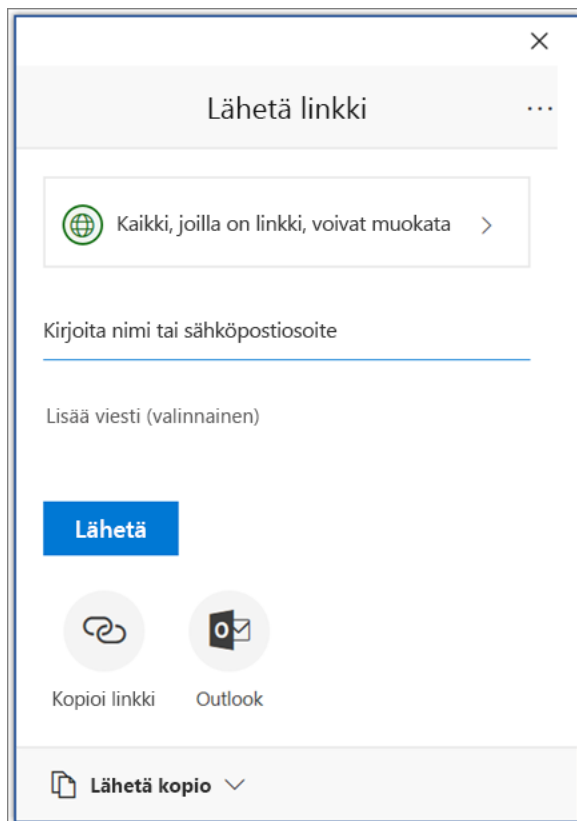 Lähetä linkki
Kaikki, joilla on linkki, voivat muokata
Kirjoita nimi tai sähköpostiosoite
Lisää viesti (valinnainen)
Lähetä
Kopioi linkki
Outlook
Lähetä kopio